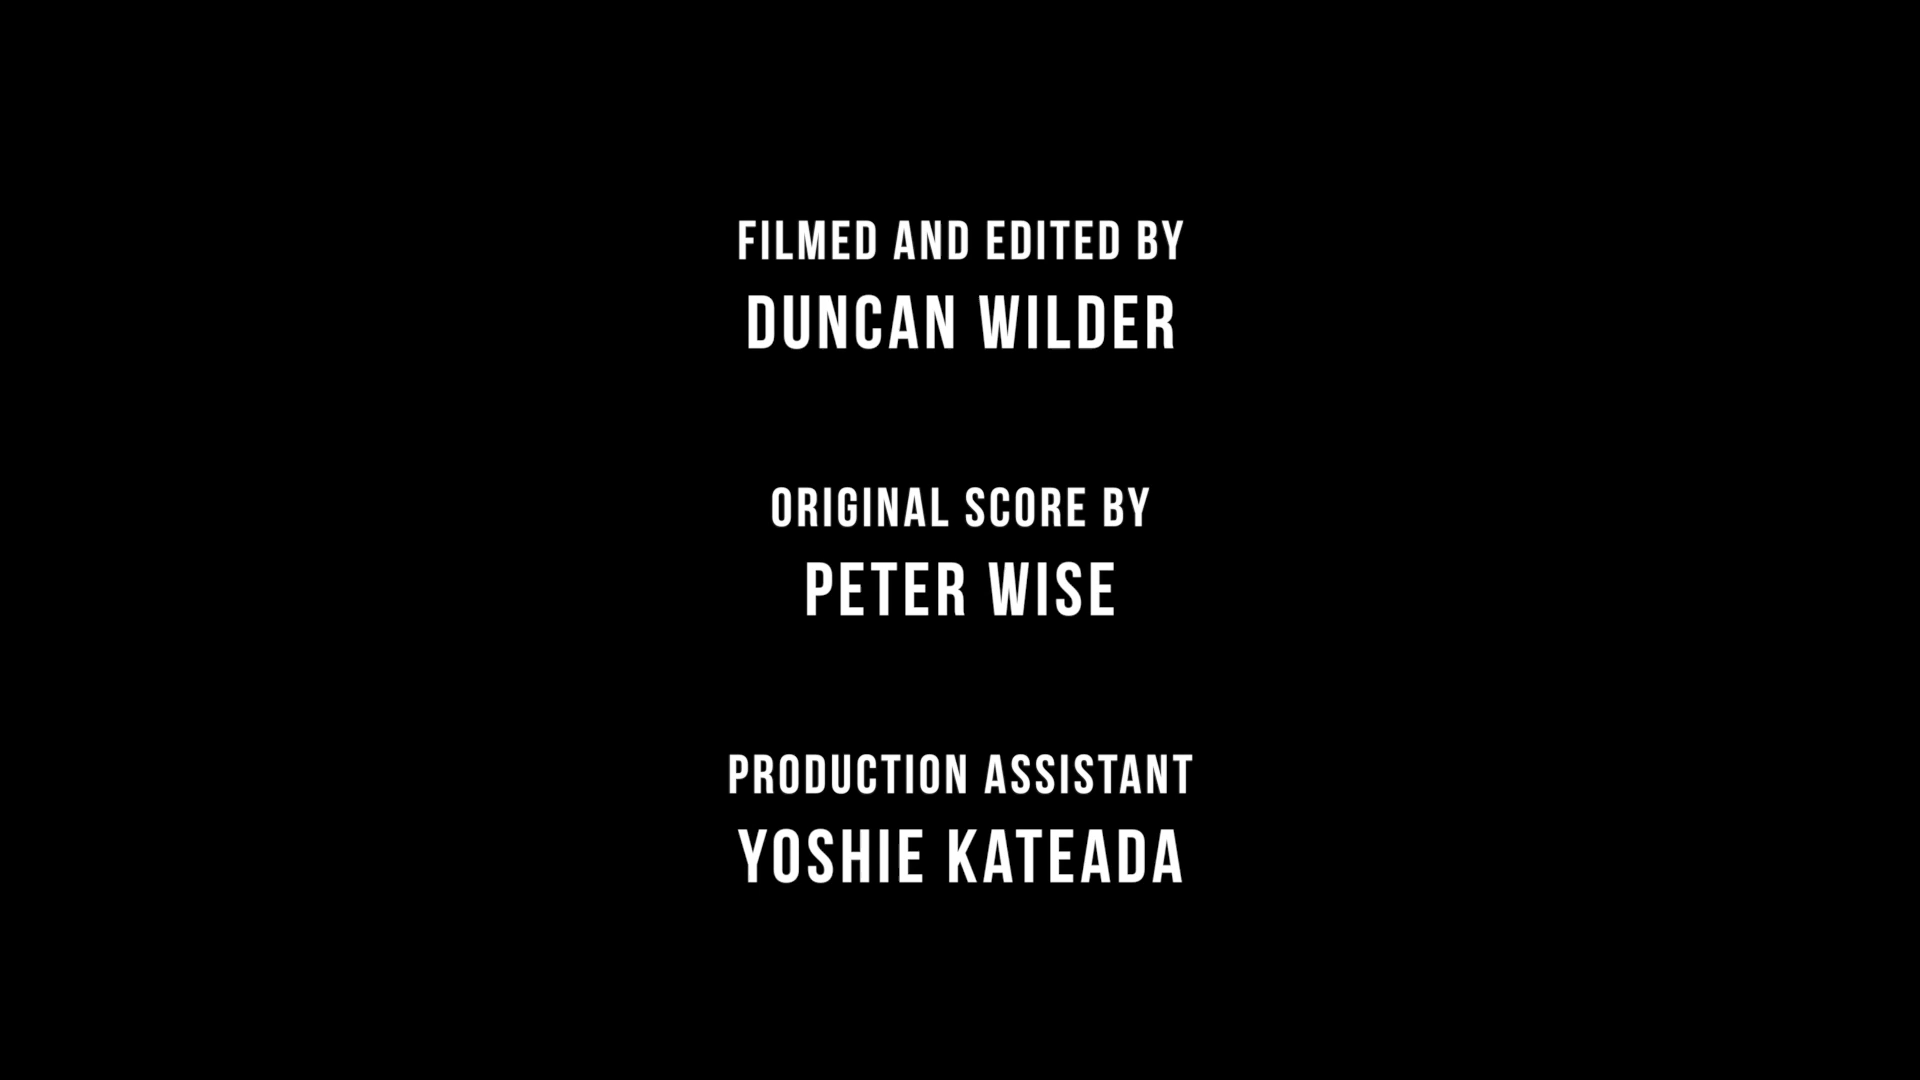 FILMED AND EDITED BY
DUNCAN WILDER
ORIGINAL SCORE BY
PETER WISE
PRODUCTION ASSISTANT
YOSHIE KATEADA